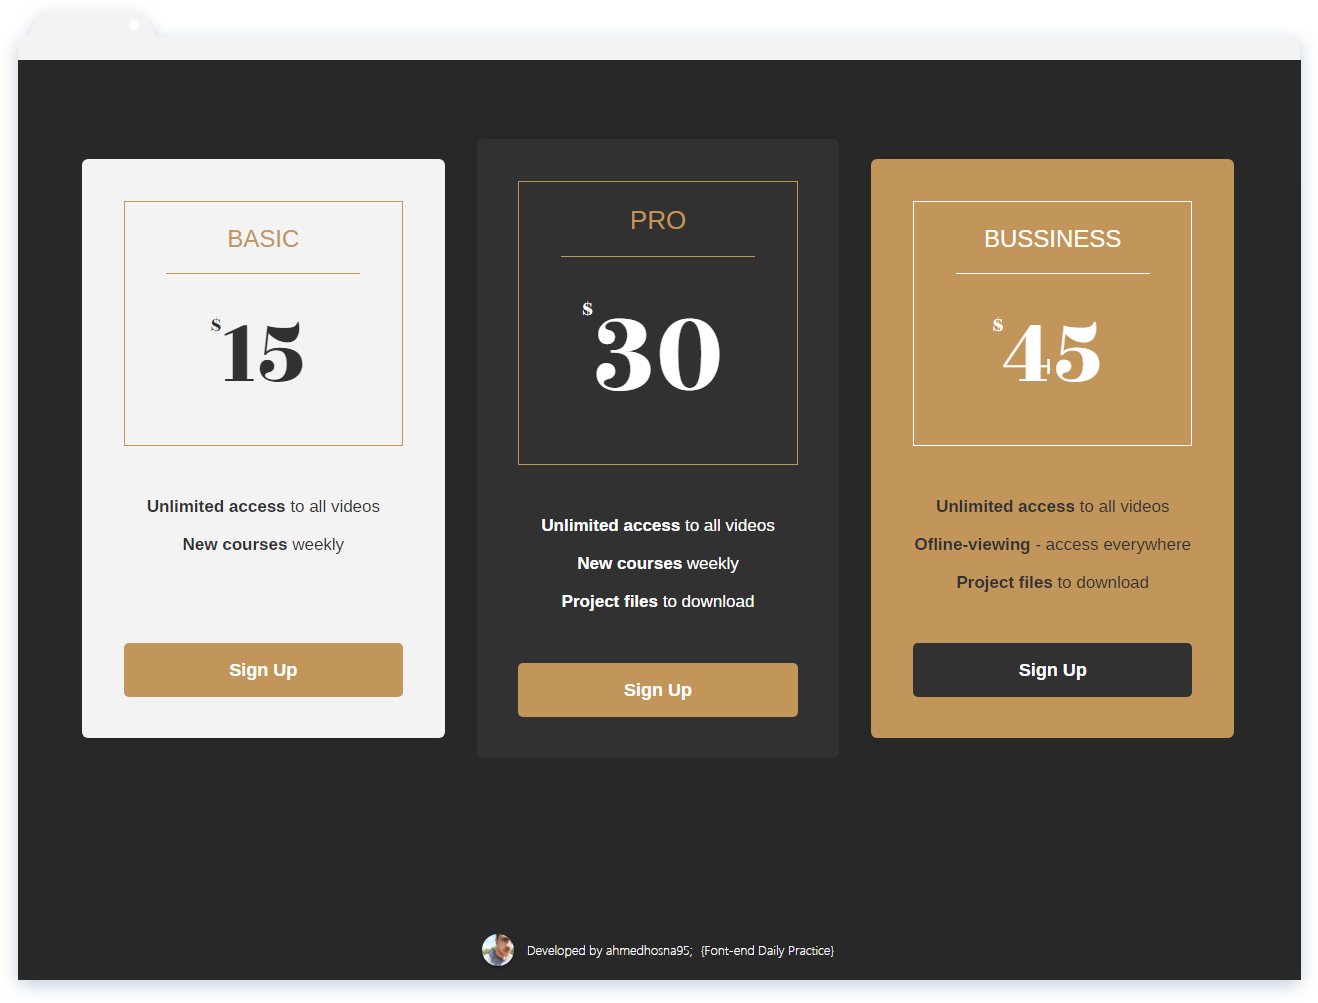 BASIC
$15
Unlimited access to all videos
New courses weekly
Sign Up
PRO
$30
Unlimited access to all videos
New courses weekly
Project files to download
Sign Up
BUSSINESS
$45
Unlimited access to all videos
Ofline-viewing - access everywhere
Project files to download
Sign Up
Developed by ahmedhosna95; {Font-end Daily Practice}